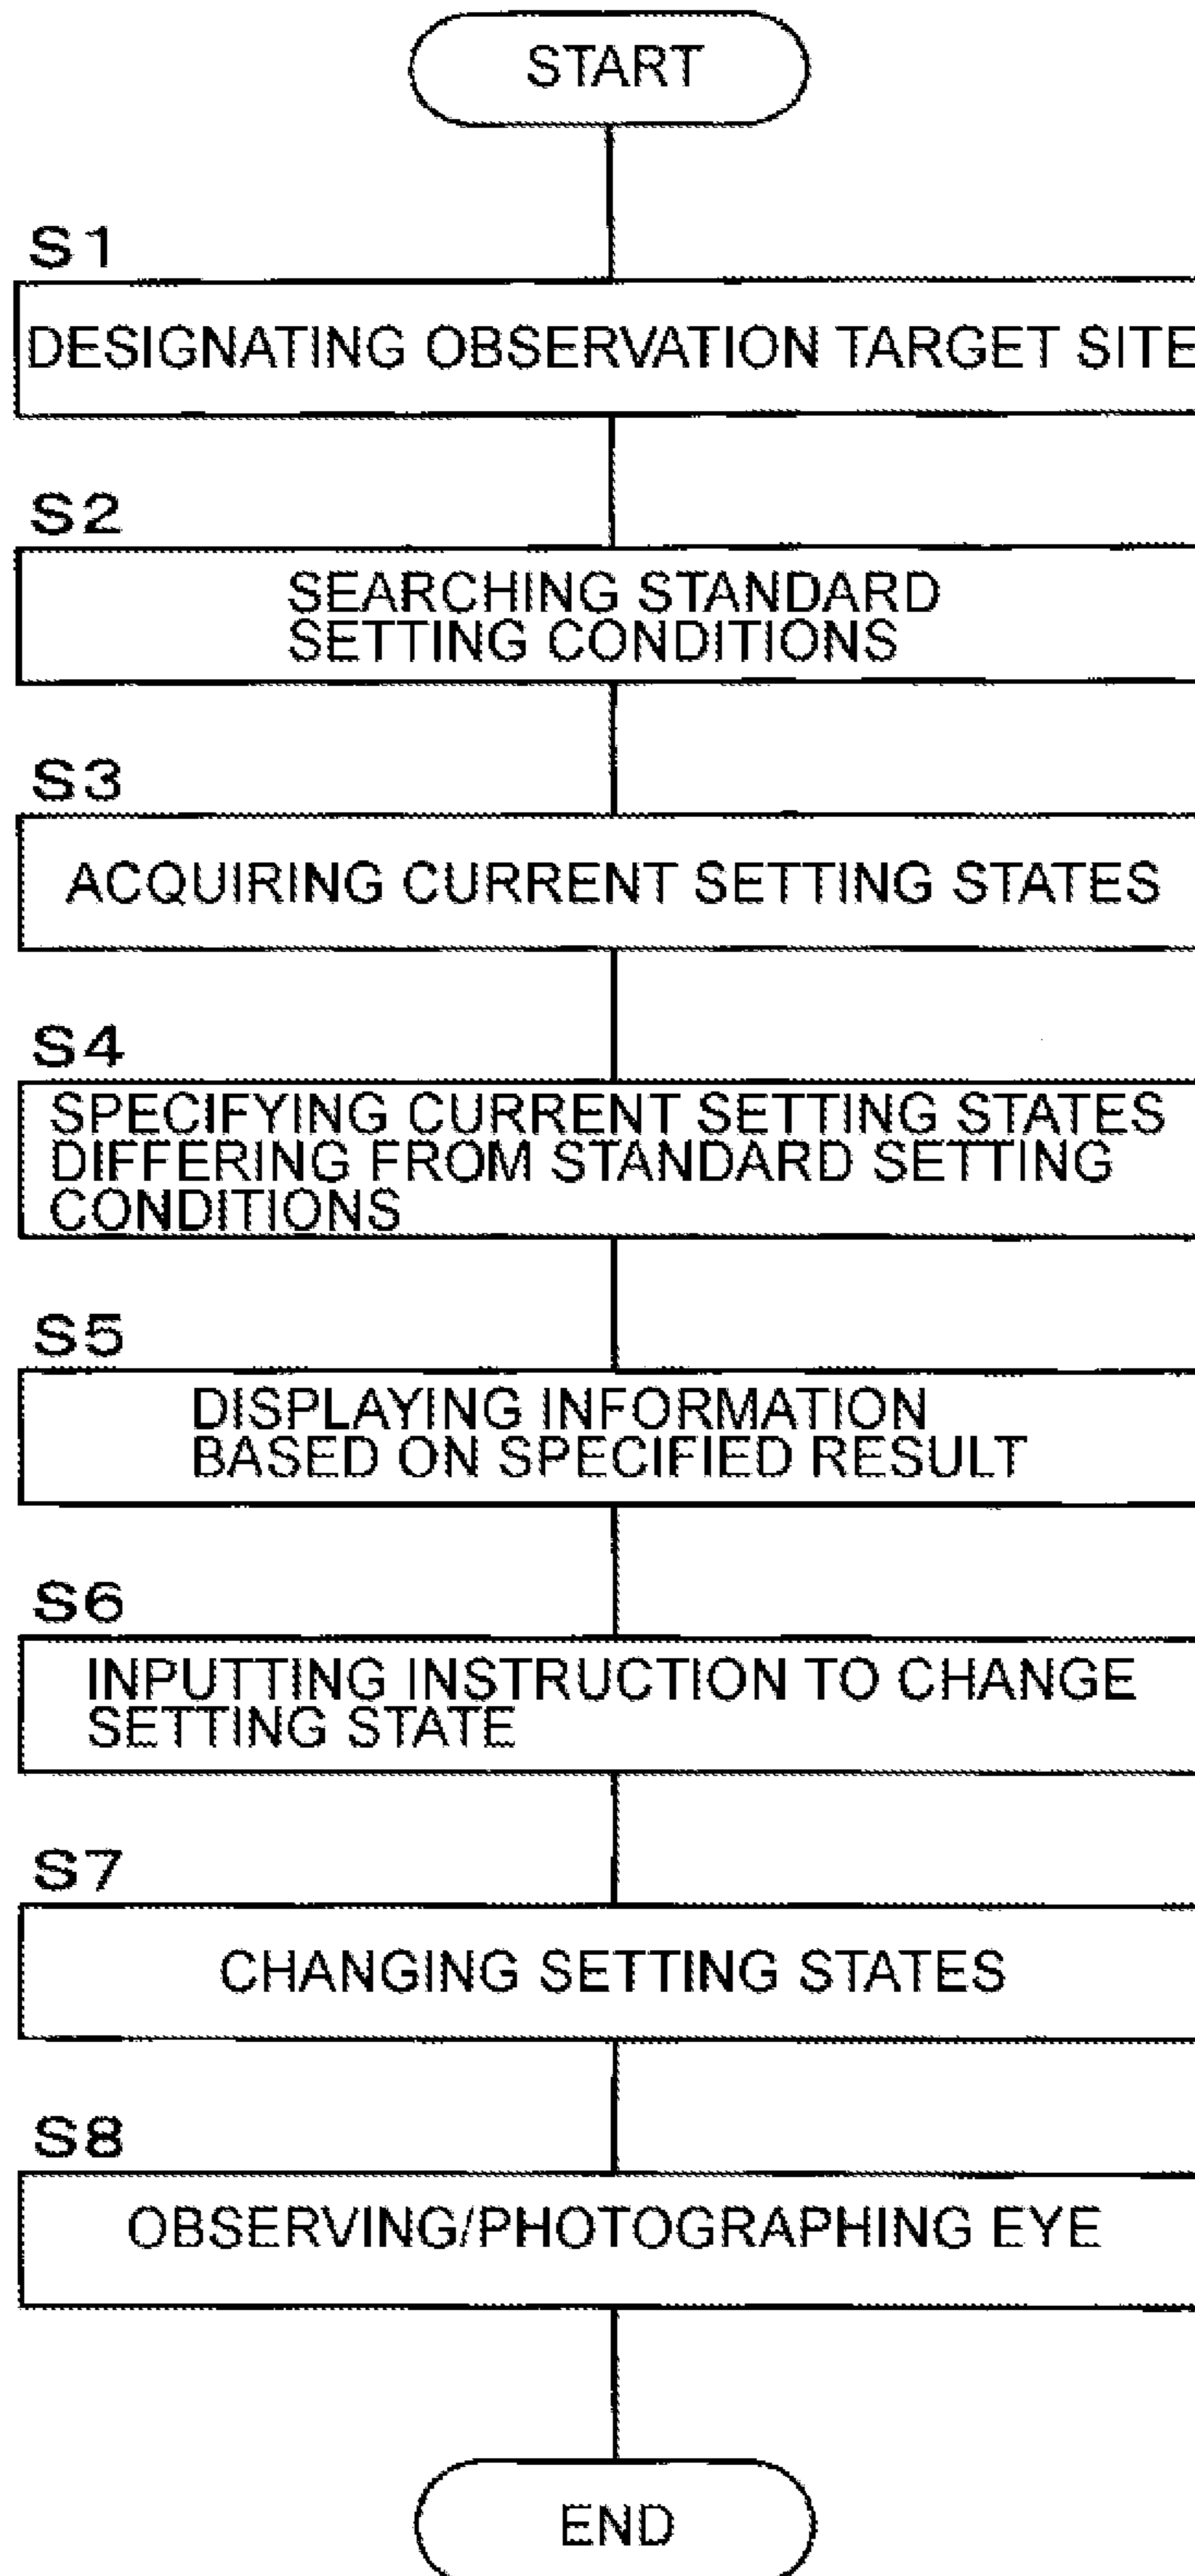 START
S1
DESIGNATING OBSERVATION TARGET SITE
S2
SEARCHING STANDARD
SETTING CONDITIONS
S3
ACQUIRING CURRENT SETTING STATES
S4
SPECIFYING CURRENT SETTING STATES
DIFFERING FROM STANDARD SETTING
CONDITIONS
S5
DISPLAYING INFORMATION
BASED ON SPECIFIED RESULT
S6
INPUTTING INSTRUCTION TO CHANGE
SETTING STATE
S7
CHANGING SETTING STATES
S8
OBSERVING/PHOTOGRAPHING EYE
END